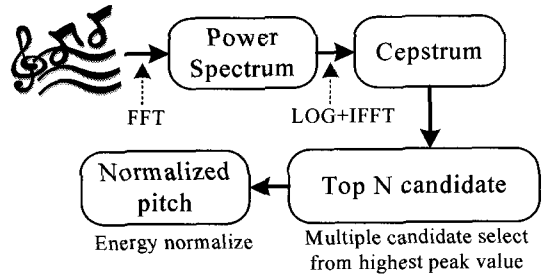 Power
Spectrum
Cepstrum
FFT
LOG+IFFT
Normalized
pitch
Top N candidate
Energy normalize
Multiple candidate select
from highest peak value